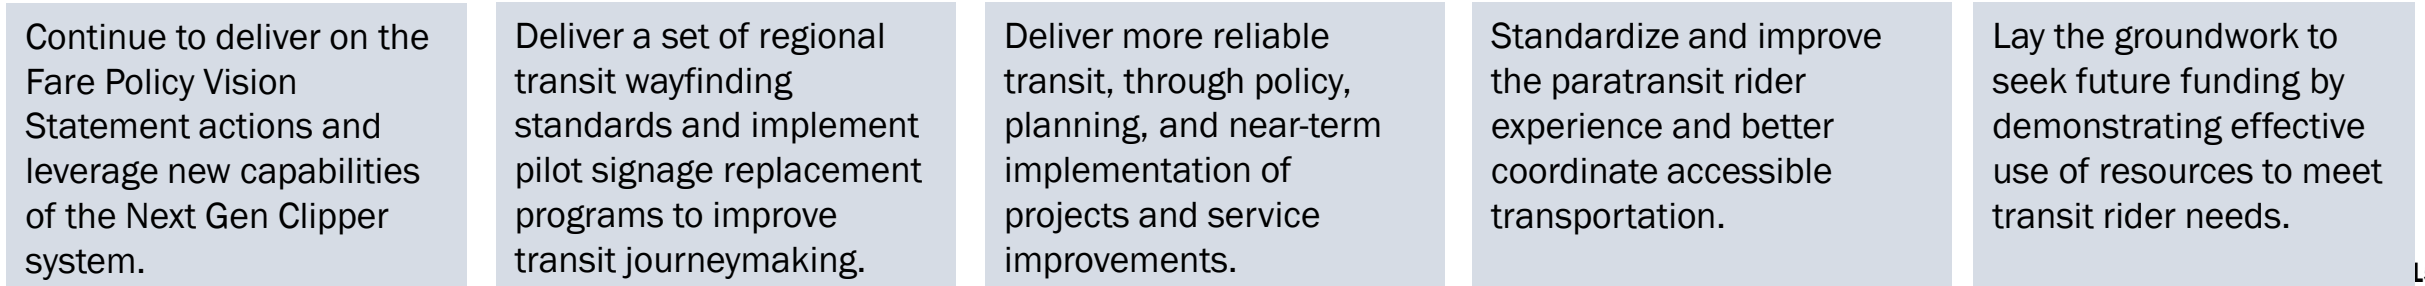 Continue to deliver on the
Fare Policy Vision
Statement actions and
leverage new capabilities
of the Next Gen Clipper
system.
Deliver a set of regional
transit wayfinding
standards and implement
pilot signage replacement
programs to improve
transit journeymaking.
Deliver more reliable
transit, through policy,
planning, and near-term
implementation of
projects and service
improvements.
Standardize and improve
the paratransit rider
experience and better
coordinate accessible
transportation.
Lay the groundwork to
seek future funding by
demonstrating effective
use of resources to meet
transit rider needs.